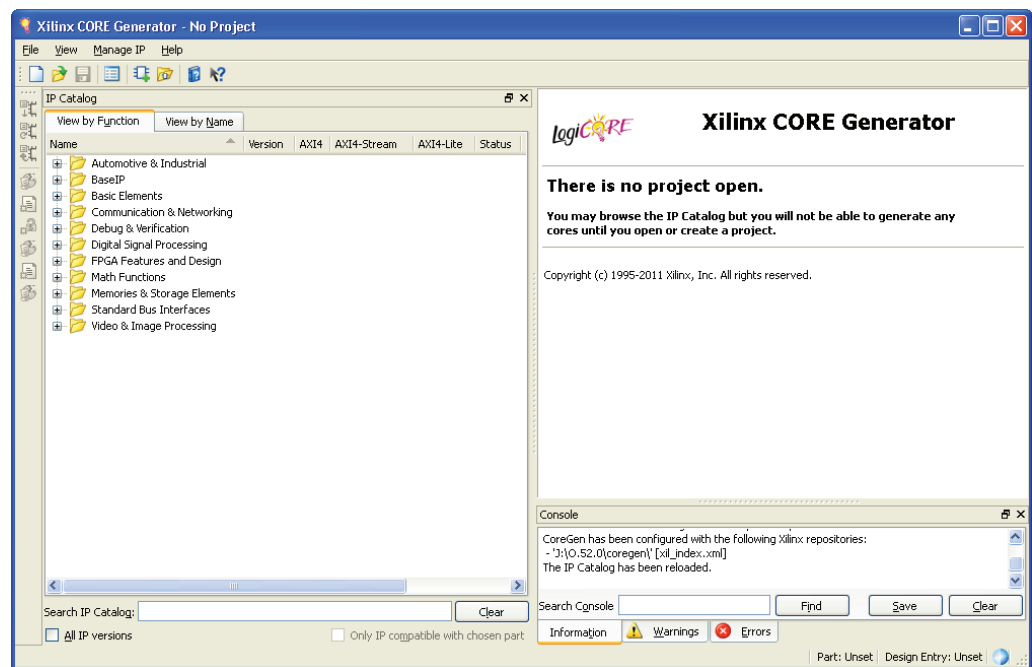 Xilinx CORE Generator - No Project
File View Manage IP Help
IP Catalog
View by Function View by Name
Name Version AXI4 AXI4-Stream AXI4-Lite Status
Automotive & Industrial
BaseIP
Basic Elements
Communication & Networking
Debug & Verification
Digital Signal Processing
FPGA Features and Design
Math Functions
Memories & Storage Elements
Standard Bus Interfaces
Video & Image Processing
Search IP Catalog: Clear
All IP versions Only IP compatible with chosen part
LogiCORE
Xilinx CORE Generator
There is no project open.
You may browse the IP Catalog but you will not be able to generate any
cores until you open or create a project.
Copyright (c) 1995-2011 Xilinx, Inc. All rights reserved.
Console
CoreGen has been configured with the following Xilinx repositories:
- 'J:\O.52.0\coregen\' [xil_index.xml]
The IP Catalog has been reloaded.
Search Console Find Save Clear
Information Warnings Errors
Part: Unset Design Entry: Unset